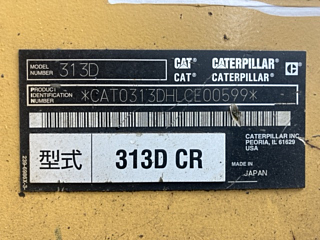 MODEL NUMBER 313D CAT CATERPILLAR
CAT CATERPILLAR
PRODUCT IDENTIFICATION NUMBER *CAT0313DHLCE00599*
型式 313D CR
CATERPILLAR INC.
PEORIA, IL 61629
USA
MADE IN
JAPAN